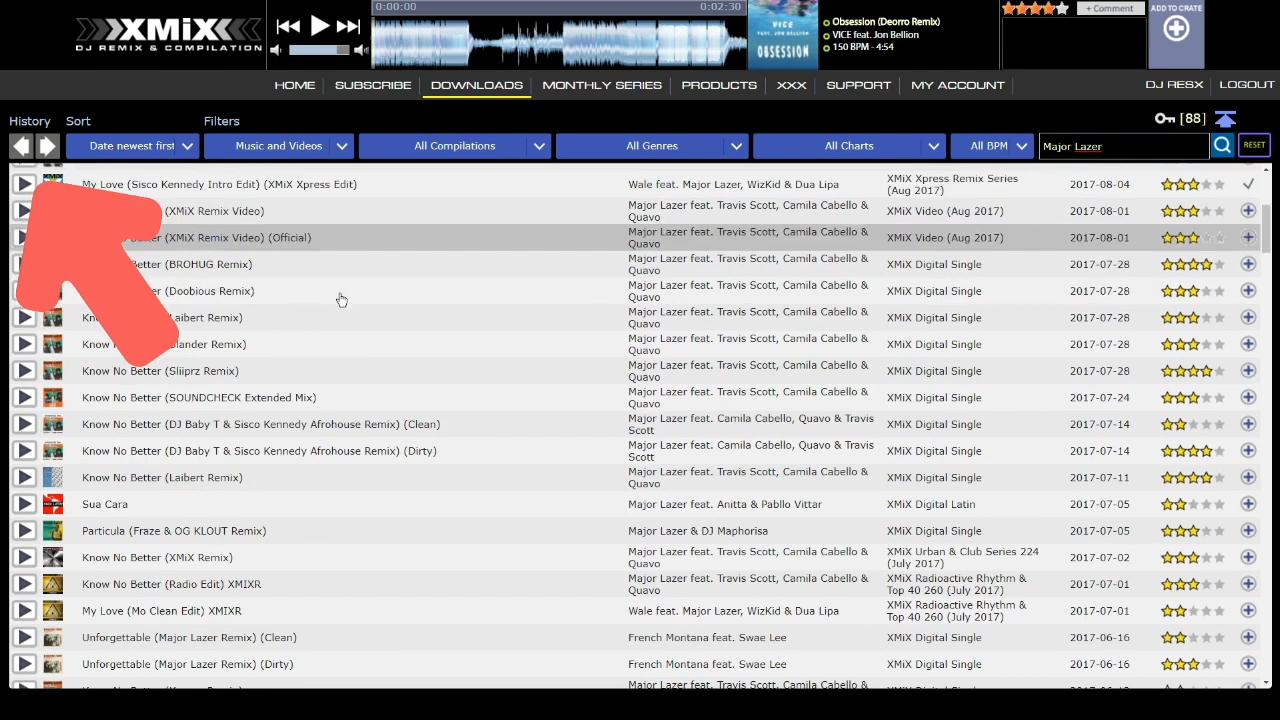 XMiX
DJ REMIX & COMPILATION
0:00:00
00:02:30
VICE
FEAT. JON BELLION
OBSESSION
Obsession (Deorro Remix)
VICE feat. Jon Bellion
150 BPM - 4:54
+ Comment
ADD TO CRATE
HOME
SUBSCRIBE
DOWNLOADS
MONTHLY SERIES
PRODUCTS
XXX
SUPPORT
MY ACCOUNT
DJ RESX
LOGOUT
History
Sort
Filters
[88]
Date newest first
Music and Videos
All Compilations
All Genres
All Charts
All BPM
Major Lazer
RESET
My Love (Sisco Kennedy Intro Edit) (XMiX Xpress Edit)
Wale feat. Major Lazer, WizKid & Dua Lipa
XMiX Xpress Remix Series
(Aug 2017)
2017-08-04
(XMiX Remix Video)
Major Lazer feat. Travis Scott, Camila Cabello &
Quavo
XMiX Video (Aug 2017)
2017-08-01
Better (XMiX Remix Video) (Official)
Major Lazer feat. Travis Scott, Camila Cabello &
Quavo
XMiX Video (Aug 2017)
2017-08-01
Better (BROHUG Remix)
Major Lazer feat. Travis Scott, Camila Cabello &
Quavo
XMiX Digital Single
2017-07-28
Better (Doobious Remix)
Major Lazer feat. Travis Scott, Camila Cabello &
Quavo
XMiX Digital Single
2017-07-28
Know Laibert Remix)
Major Lazer feat. Travis Scott, Camila Cabello &
Quavo
XMiX Digital Single
2017-07-28
Know No lander Remix)
Major Lazer feat. Travis Scott, Camila Cabello &
Quavo
XMiX Digital Single
2017-07-28
Know No Better (Sliiprz Remix)
Major Lazer feat. Travis Scott, Camila Cabello &
Quavo
XMiX Digital Single
2017-07-28
Know No Better (SOUNDCHECK Extended Mix)
Major Lazer feat. Travis Scott, Camila Cabello &
Quavo
XMiX Digital Single
2017-07-24
Know No Better (DJ Baby T & Sisco Kennedy Afrohouse Remix) (Clean)
Major Lazer feat. Camila Cabello, Quavo & Travis
Scott
XMiX Digital Single
2017-07-14
Know No Better (DJ Baby T & Sisco Kennedy Afrohouse Remix) (Dirty)
Major Lazer feat. Camila Cabello, Quavo & Travis
Scott
XMiX Digital Single
2017-07-14
Know No Better (Laibert Remix)
Major Lazer feat. Travis Scott, Camila Cabello &
Quavo
XMiX Digital Single
2017-07-11
Sua Cara
Major Lazer feat. Anitta & Pabllo Vittar
XMiX Digital Latin
2017-07-05
Particula (Fraze & OG KLOUT Remix)
Major Lazer & DJ Maphorisa
XMiX Digital Single
2017-07-05
Know No Better (XMiX Remix)
Major Lazer feat. Travis Scott, Camila Cabello &
Quavo
XMiX Urban & Club Series 224
(July 2017)
2017-07-02
Know No Better (Radio Edit) XMIXR
Major Lazer feat. Travis Scott, Camila Cabello &
Quavo
XMiX Radioactive Rhythm &
Top 40 260 (July 2017)
2017-07-01
My Love (Mo Clean Edit) XMIXR
Wale feat. Major Lazer, WizKid & Dua Lipa
XMiX Radioactive Rhythm &
Top 40 260 (July 2017)
2017-07-01
Unforgettable (Major Lazer Remix) (Clean)
French Montana feat. Swae Lee
XMiX Digital Single
2017-06-16
Unforgettable (Major Lazer Remix) (Dirty)
French Montana feat. Swae Lee
XMiX Digital Single
2017-06-16
Major Lazer feat. Travis Scott, Camila Cabello &